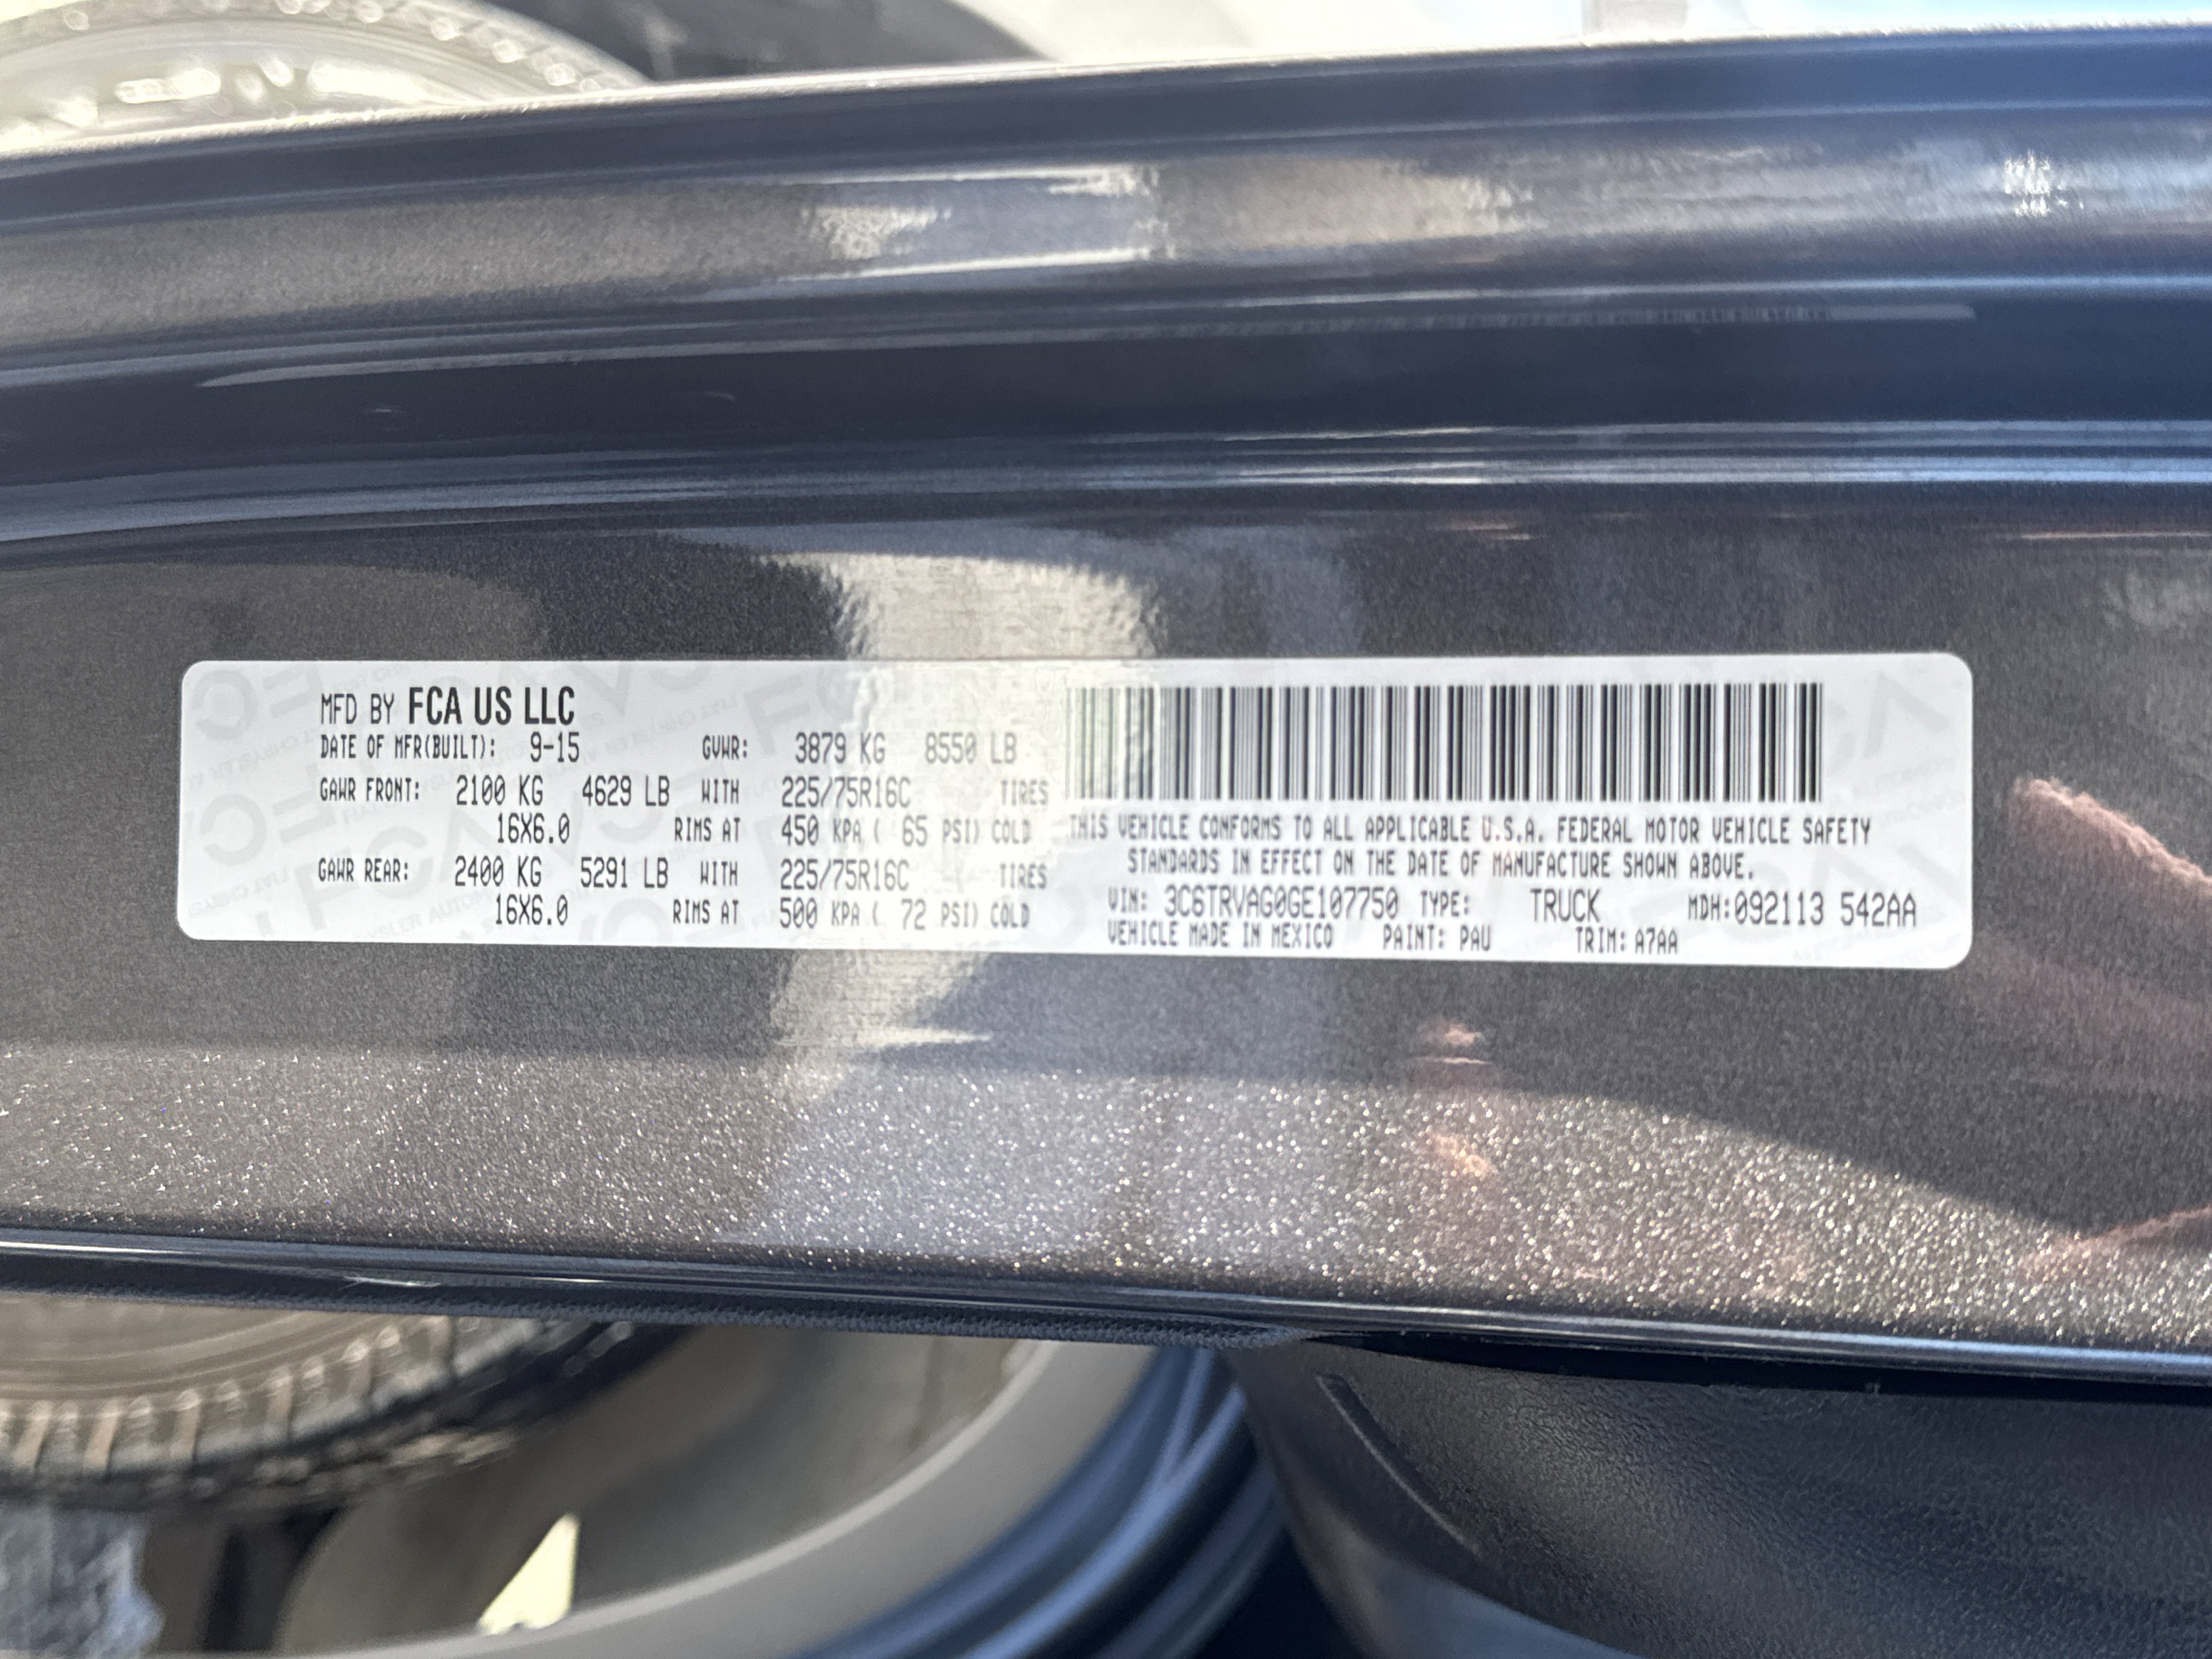 MFD BY FCA US LLC
DATE OF MFR(BUILT): 9-15 GVWR: 3879 KG 8550 LB
GAWR FRONT: 2100 KG 4629 LB WITH 225/75R16C TIRES
16X6.0 RIMS AT 450 KPA ( 65 PSI) COLD
GAWR REAR: 2400 KG 5291 LB WITH 225/75R16C TIRES
16X6.0 RIMS AT 500 KPA ( 72 PSI) COLD
THIS VEHICLE CONFORMS TO ALL APPLICABLE U.S.A. FEDERAL MOTOR VEHICLE SAFETY
STANDARDS IN EFFECT ON THE DATE OF MANUFACTURE SHOWN ABOVE.
VIN: 3C6TRVAG0GE107750 TYPE: TRUCK MDH:092113 542AA
VEHICLE MADE IN MEXICO PAINT: PAU TRIM: A7AA